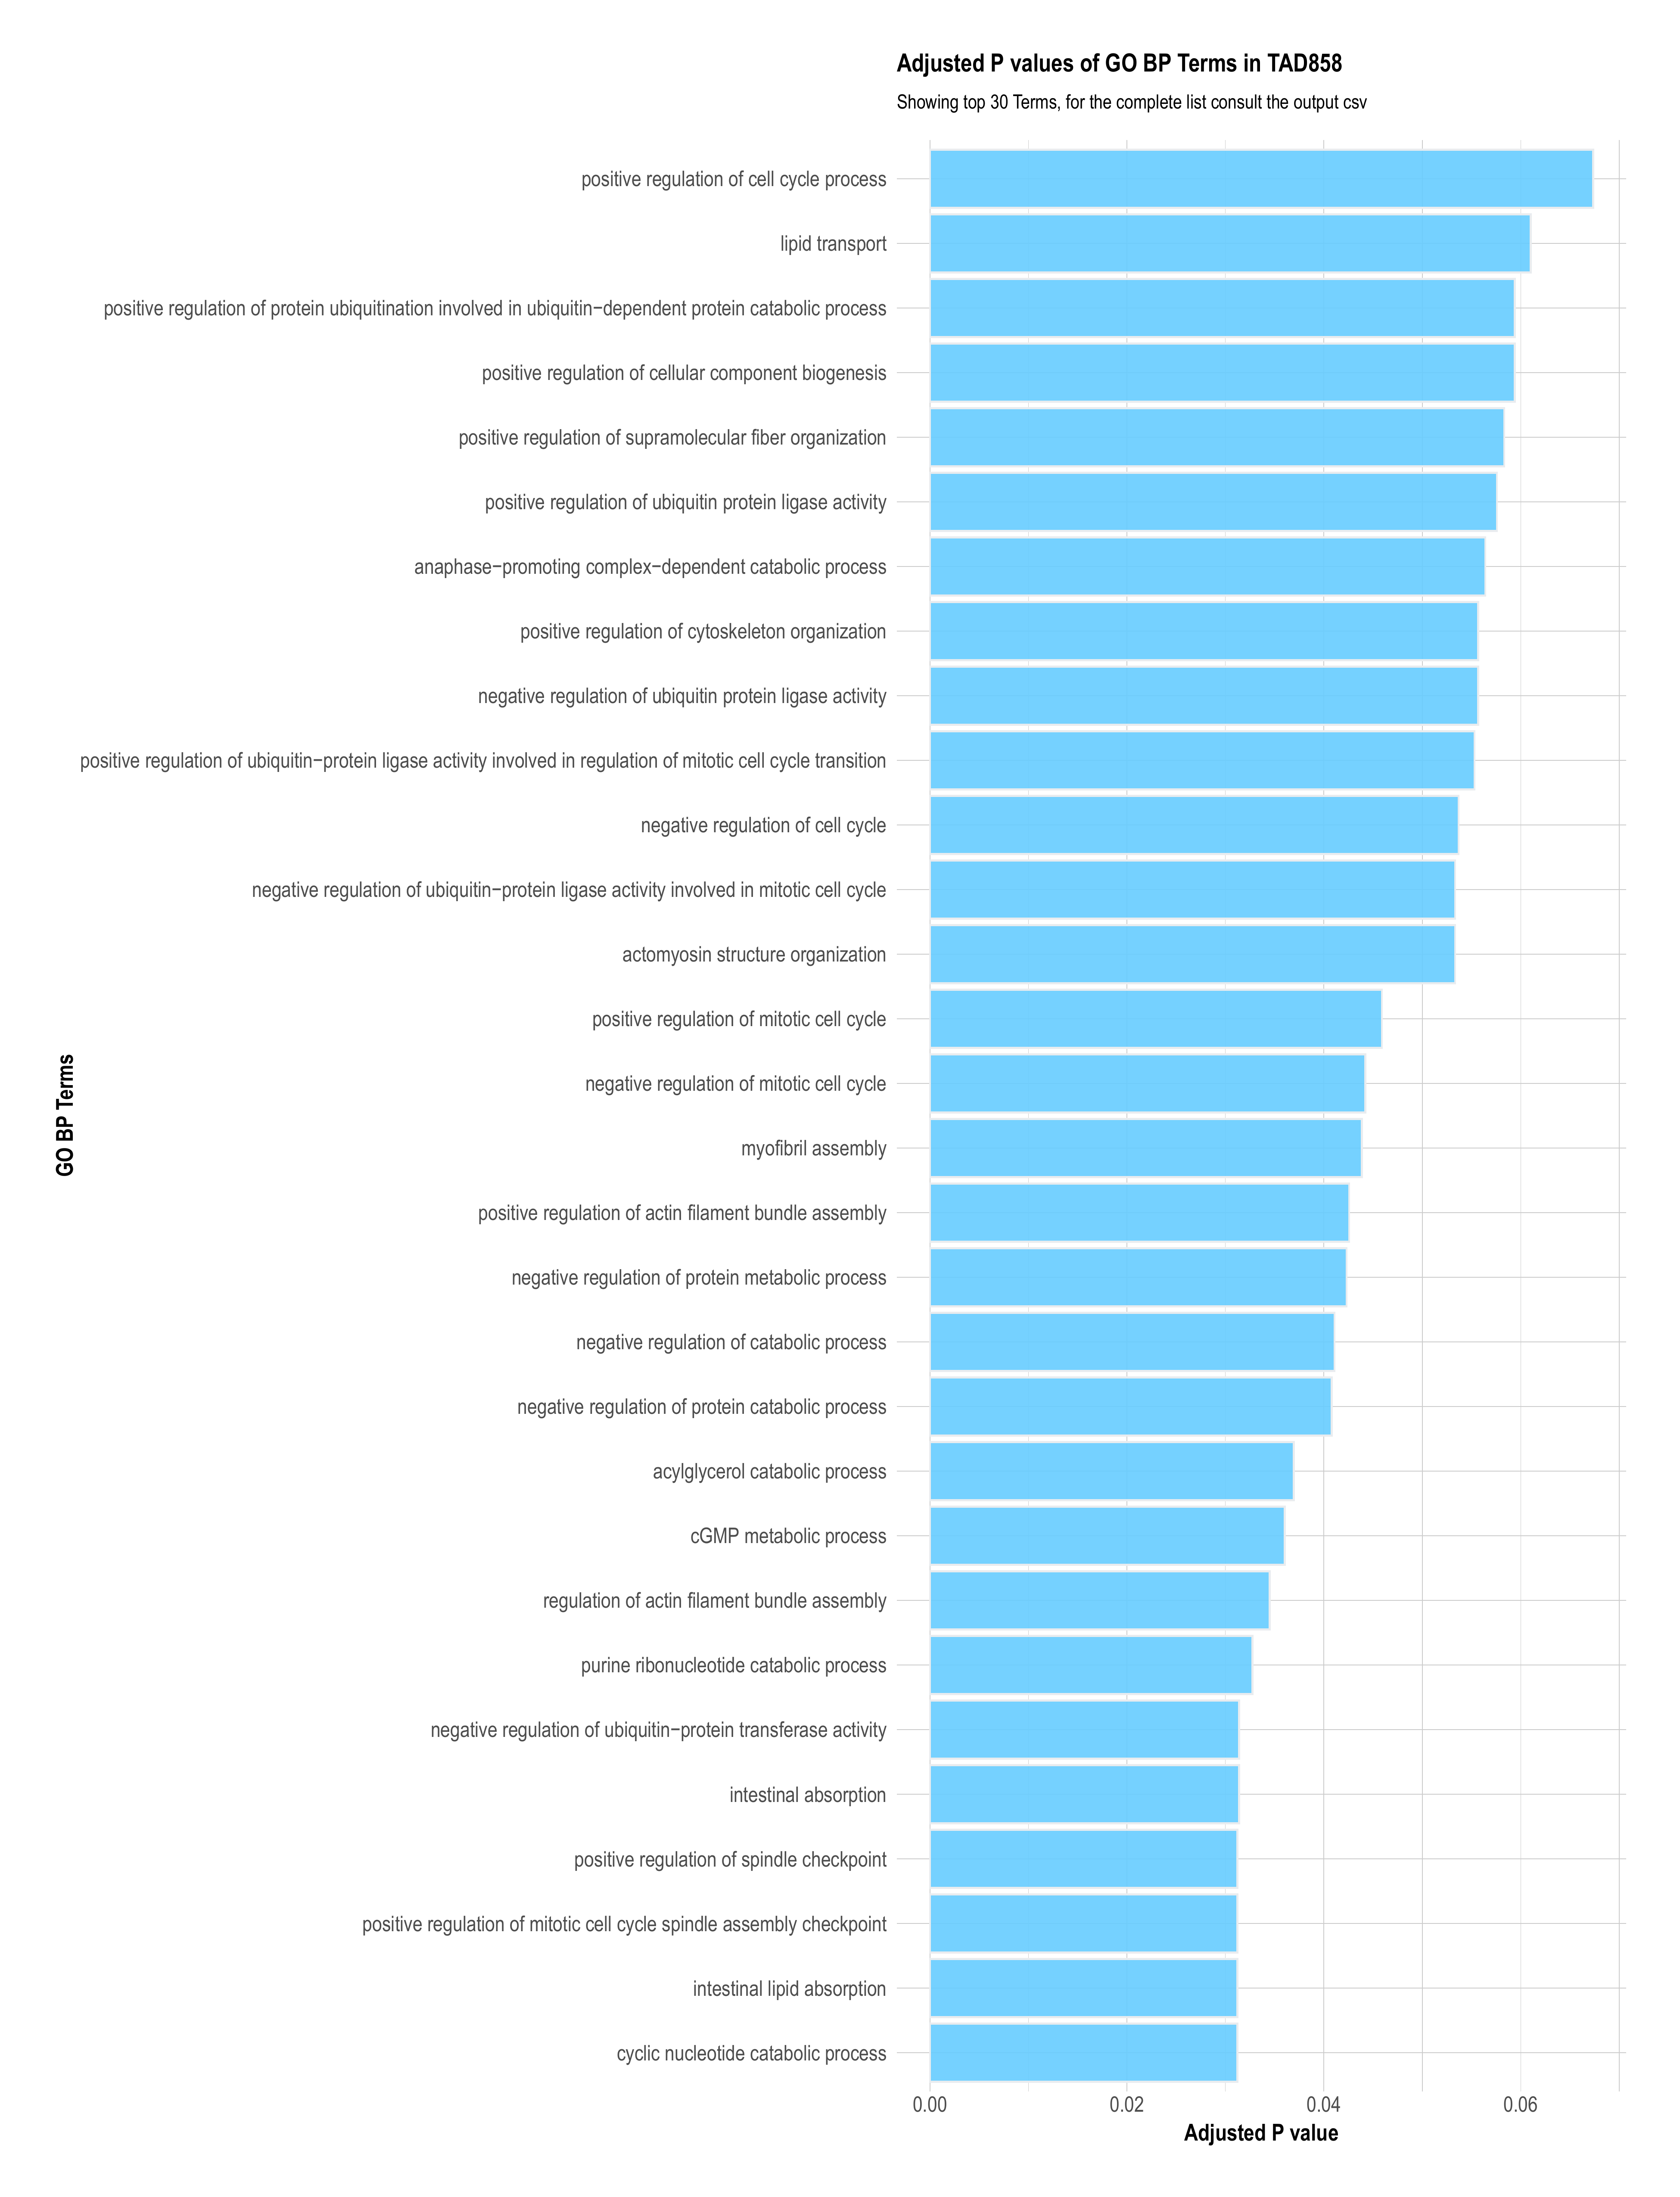 Adjusted P values of GO BP Terms in TAD858
Showing top 30 Terms, for the complete list consult the output csv
positive regulation of cell cycle process
lipid transport
positive regulation of protein ubiquitination involved in ubiquitin−dependent protein catabolic process
positive regulation of cellular component biogenesis
positive regulation of supramolecular fiber organization
positive regulation of ubiquitin protein ligase activity
anaphase−promoting complex−dependent catabolic process
positive regulation of cytoskeleton organization
negative regulation of ubiquitin protein ligase activity
positive regulation of ubiquitin−protein ligase activity involved in regulation of mitotic cell cycle transition
negative regulation of cell cycle
negative regulation of ubiquitin−protein ligase activity involved in mitotic cell cycle
actomyosin structure organization
positive regulation of mitotic cell cycle
negative regulation of mitotic cell cycle
myofibril assembly
positive regulation of actin filament bundle assembly
negative regulation of protein metabolic process
negative regulation of catabolic process
negative regulation of protein catabolic process
acylglycerol catabolic process
cGMP metabolic process
regulation of actin filament bundle assembly
purine ribonucleotide catabolic process
negative regulation of ubiquitin−protein transferase activity
intestinal absorption
positive regulation of spindle checkpoint
positive regulation of mitotic cell cycle spindle assembly checkpoint
intestinal lipid absorption
cyclic nucleotide catabolic process
GO BP Terms
0.00 0.02 0.04 0.06
Adjusted P value